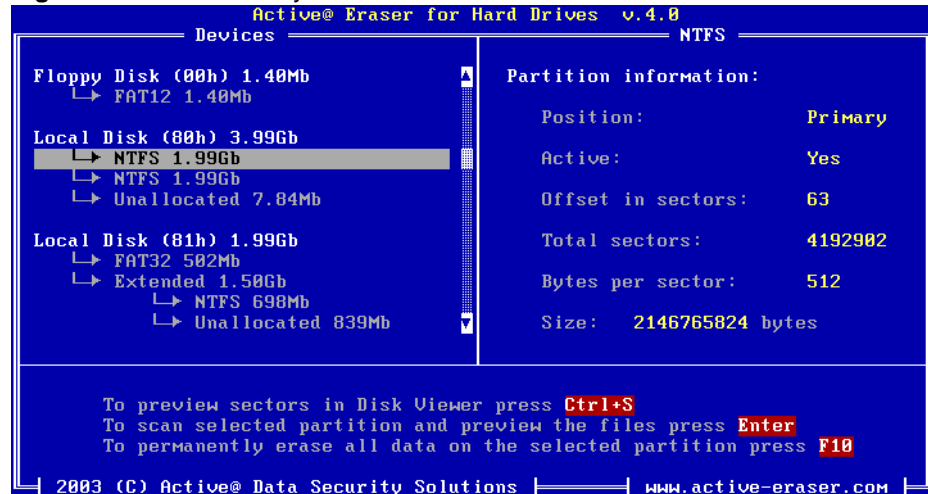 Active@ Eraser for Hard Drives v.4.0
Devices
NTFS
Floppy Disk (00h) 1.40Mb
FAT12 1.40Mb
Local Disk (80h) 3.99Gb
NTFS 1.99Gb
NTFS 1.99Gb
Unallocated 7.84Mb
Local Disk (81h) 1.99Gb
FAT32 502Mb
Extended 1.50Gb
NTFS 698Mb
Unallocated 839Mb
Partition information:
Position: Primary
Active: Yes
Offset in sectors: 63
Total sectors: 4192902
Bytes per sector: 512
Size: 2146765824 bytes
To preview sectors in Disk Viewer press Ctrl+S
To scan selected partition and preview the files press Enter
To permanently erase all data on the selected partition press F10
2003 (C) Active@ Data Security Solutions
www.active-eraser.com